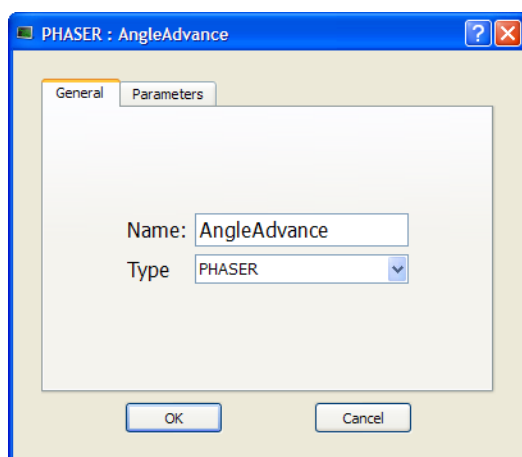 PHASER : AngleAdvance
?
General Parameters
Name: AngleAdvance
Type PHASER
OK Cancel